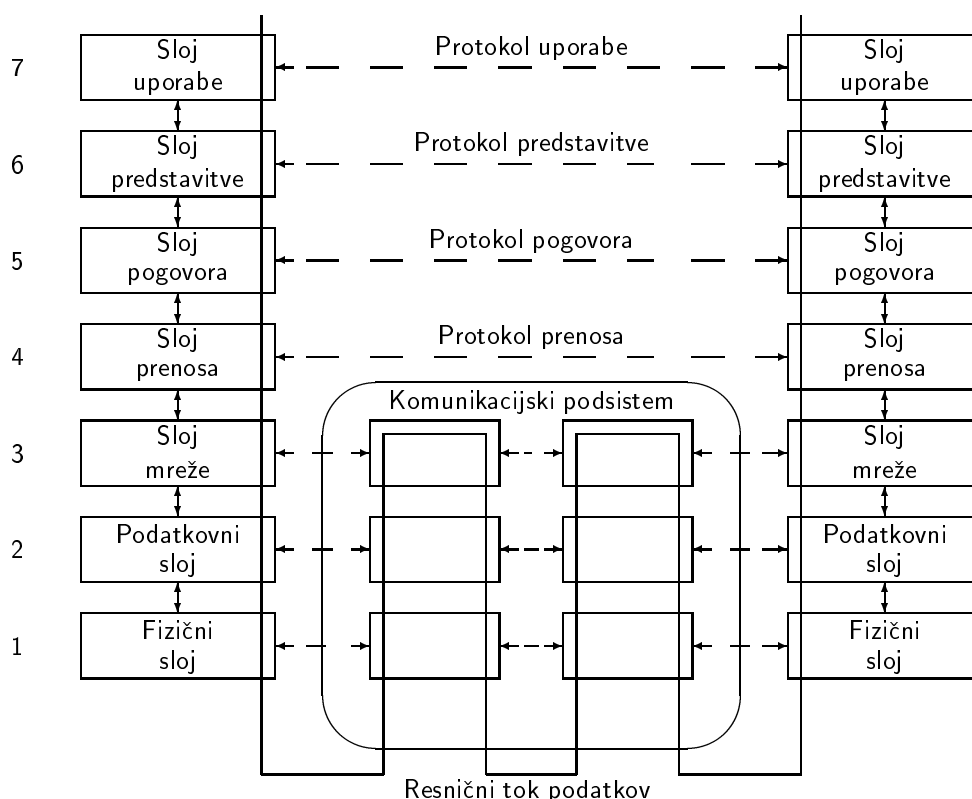 7
Sloj
uporabe
Protokol uporabe
Sloj
uporabe
6
Sloj
predstavitve
Protokol predstavitve
Sloj
predstavitve
5
Sloj
pogovora
Protokol pogovora
Sloj
pogovora
4
Sloj
prenosa
Protokol prenosa
Sloj
prenosa
Komunikacijski podsistem
3
Sloj
mreže
Sloj
mreže
2
Podatkovni
sloj
Podatkovni
sloj
1
Fizični
sloj
Fizični
sloj
Resnični tok podatkov